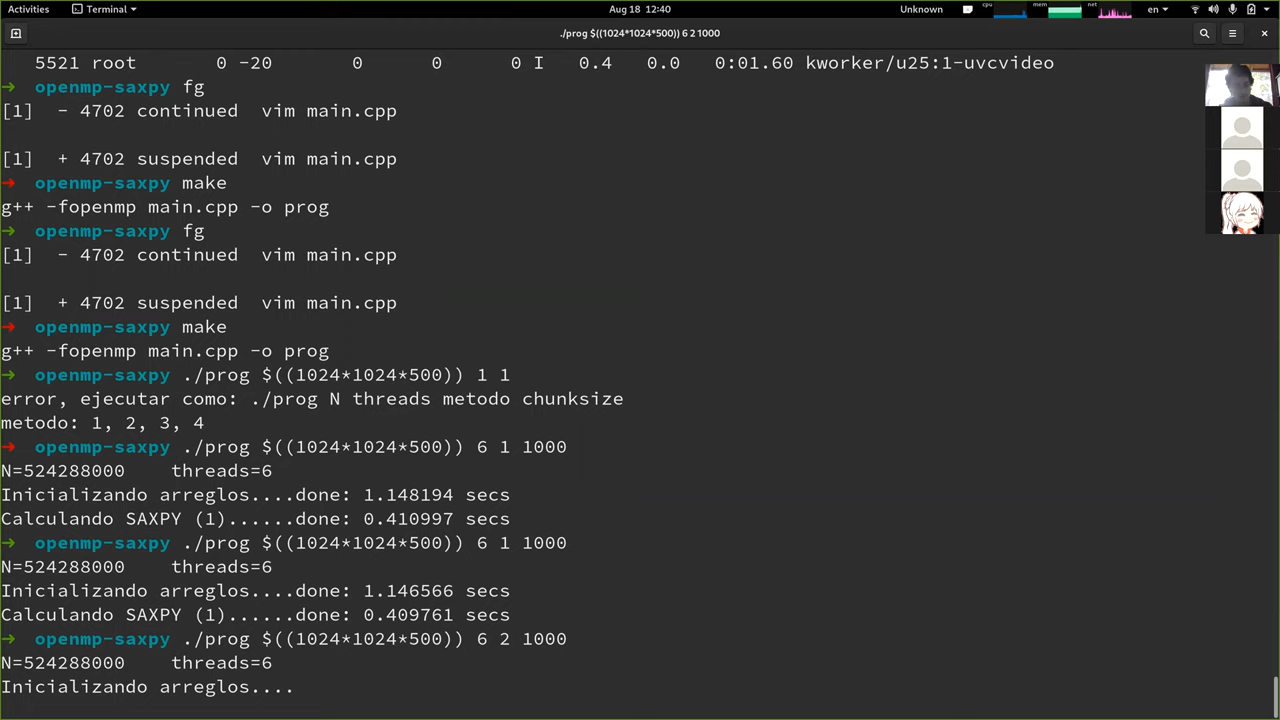 Activities Terminal Aug 18 12:40 Unknown cpu mem net en
./prog $((1024*1024*500)) 6 2 1000
5521 root 0 -20 0 0 0 I 0.4 0.0 0:01.60 kworker/u25:1-uvcvideo
→ openmp-saxpy fg
[1] - 4702 continued vim main.cpp
[1] + 4702 suspended vim main.cpp
→ openmp-saxpy make
g++ -fopenmp main.cpp -o prog
→ openmp-saxpy fg
[1] - 4702 continued vim main.cpp
[1] + 4702 suspended vim main.cpp
→ openmp-saxpy make
g++ -fopenmp main.cpp -o prog
→ openmp-saxpy ./prog $((1024*1024*500)) 1 1
error, ejecutar como: ./prog N threads metodo chunksize
metodo: 1, 2, 3, 4
→ openmp-saxpy ./prog $((1024*1024*500)) 6 1 1000
N=524288000 threads=6
Inicializando arreglos....done: 1.148194 secs
Calculando SAXPY (1)......done: 0.410997 secs
→ openmp-saxpy ./prog $((1024*1024*500)) 6 1 1000
N=524288000 threads=6
Inicializando arreglos....done: 1.146566 secs
Calculando SAXPY (1)......done: 0.409761 secs
→ openmp-saxpy ./prog $((1024*1024*500)) 6 2 1000
N=524288000 threads=6
Inicializando arreglos....